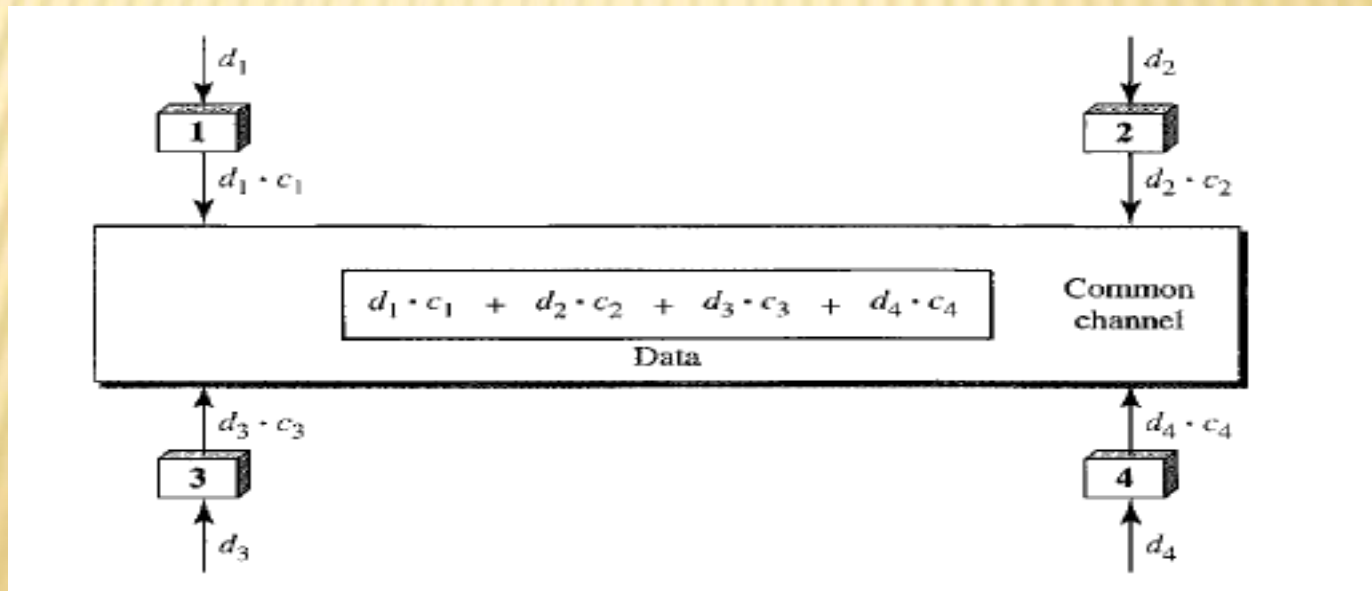 d₁ d₂
1 2
d₁ · c₁ d₂ · c₂
d₁ · c₁ + d₂ · c₂ + d₃ · c₃ + d₄ · c₄
Common
channel
Data
d₃ · c₃ d₄ · c₄
3 4
d₃ d₄